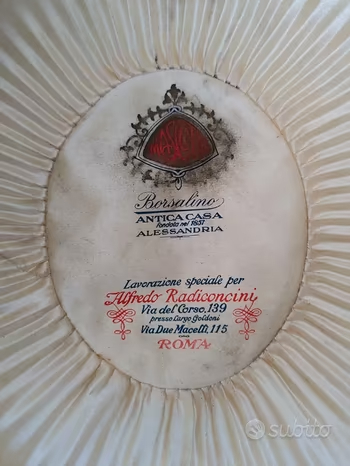 Borsalino
ANTICA CASA
fondata nel 1857
ALESSANDRIA
Lavorazione speciale per
Alfredo Radiconcini
Via del Corso, 139
presso Largo Goldoni
Via Due Macelli, 115
ROMA
subito